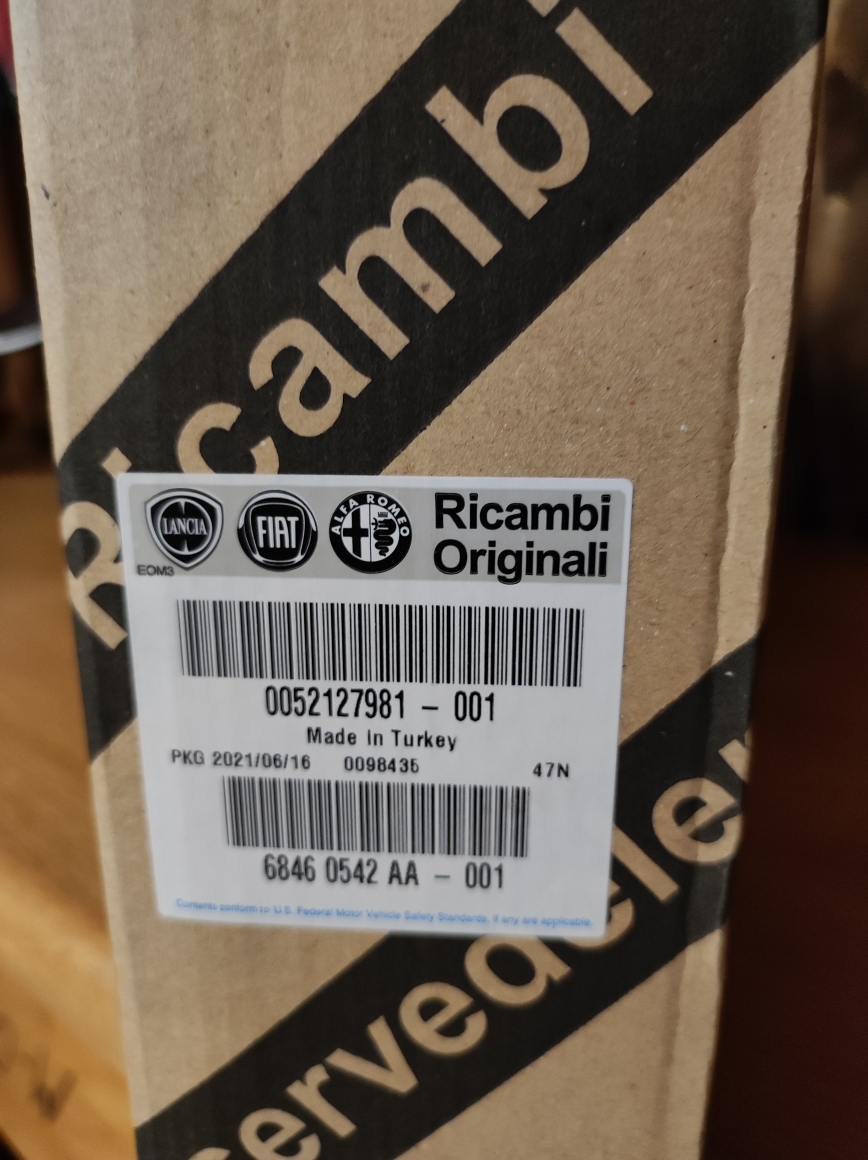 Ricambi
LANCIA
FIAT
ALFA ROMEO
Ricambi
Originali
EOM3
0052127981 - 001
Made In Turkey
PKG 2021/06/16 0098435 47N
6846 0542 AA - 001
Contents conform to U.S. Federal Motor Vehicle Safety Standards, if any are applicable.
servedeler